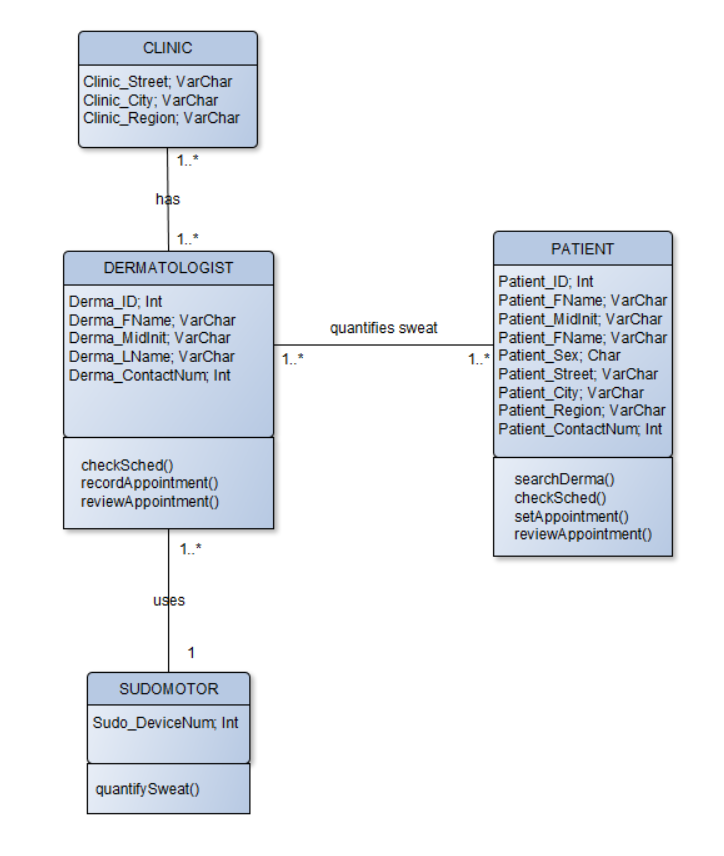 CLINIC
Clinic_Street; VarChar
Clinic_City; VarChar
Clinic_Region; VarChar
1..*
has
1..*
DERMATOLOGIST
Derma_ID; Int
Derma_FName; VarChar
Derma_MidInit; VarChar
Derma_LName; VarChar
Derma_ContactNum; Int
checkSched()
recordAppointment()
reviewAppointment()
quantifies sweat
1..*
1..*
PATIENT
Patient_ID; Int
Patient_FName; VarChar
Patient_MidInit; VarChar
Patient_FName; VarChar
Patient_Sex; Char
Patient_Street; VarChar
Patient_City; VarChar
Patient_Region; VarChar
Patient_ContactNum; Int
searchDerma()
checkSched()
setAppointment()
reviewAppointment()
1..*
uses
1
SUDOMOTOR
Sudo_DeviceNum; Int
quantifySweat()